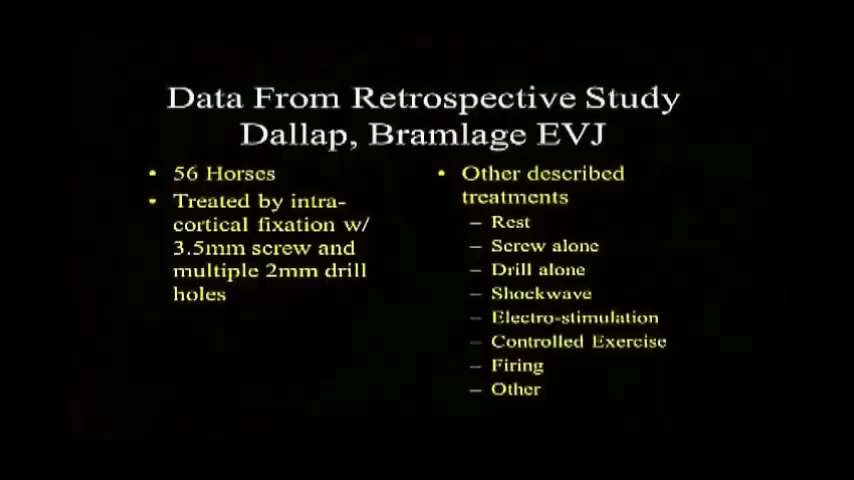 Data From Retrospective Study
Dallap, Bramlage EVJ
• 56 Horses
• Treated by intra-
cortical fixation w/
3.5mm screw and
multiple 2mm drill
holes
• Other described
treatments
– Rest
– Screw alone
– Drill alone
– Shockwave
– Electro-stimulation
– Controlled Exercise
– Firing
– Other